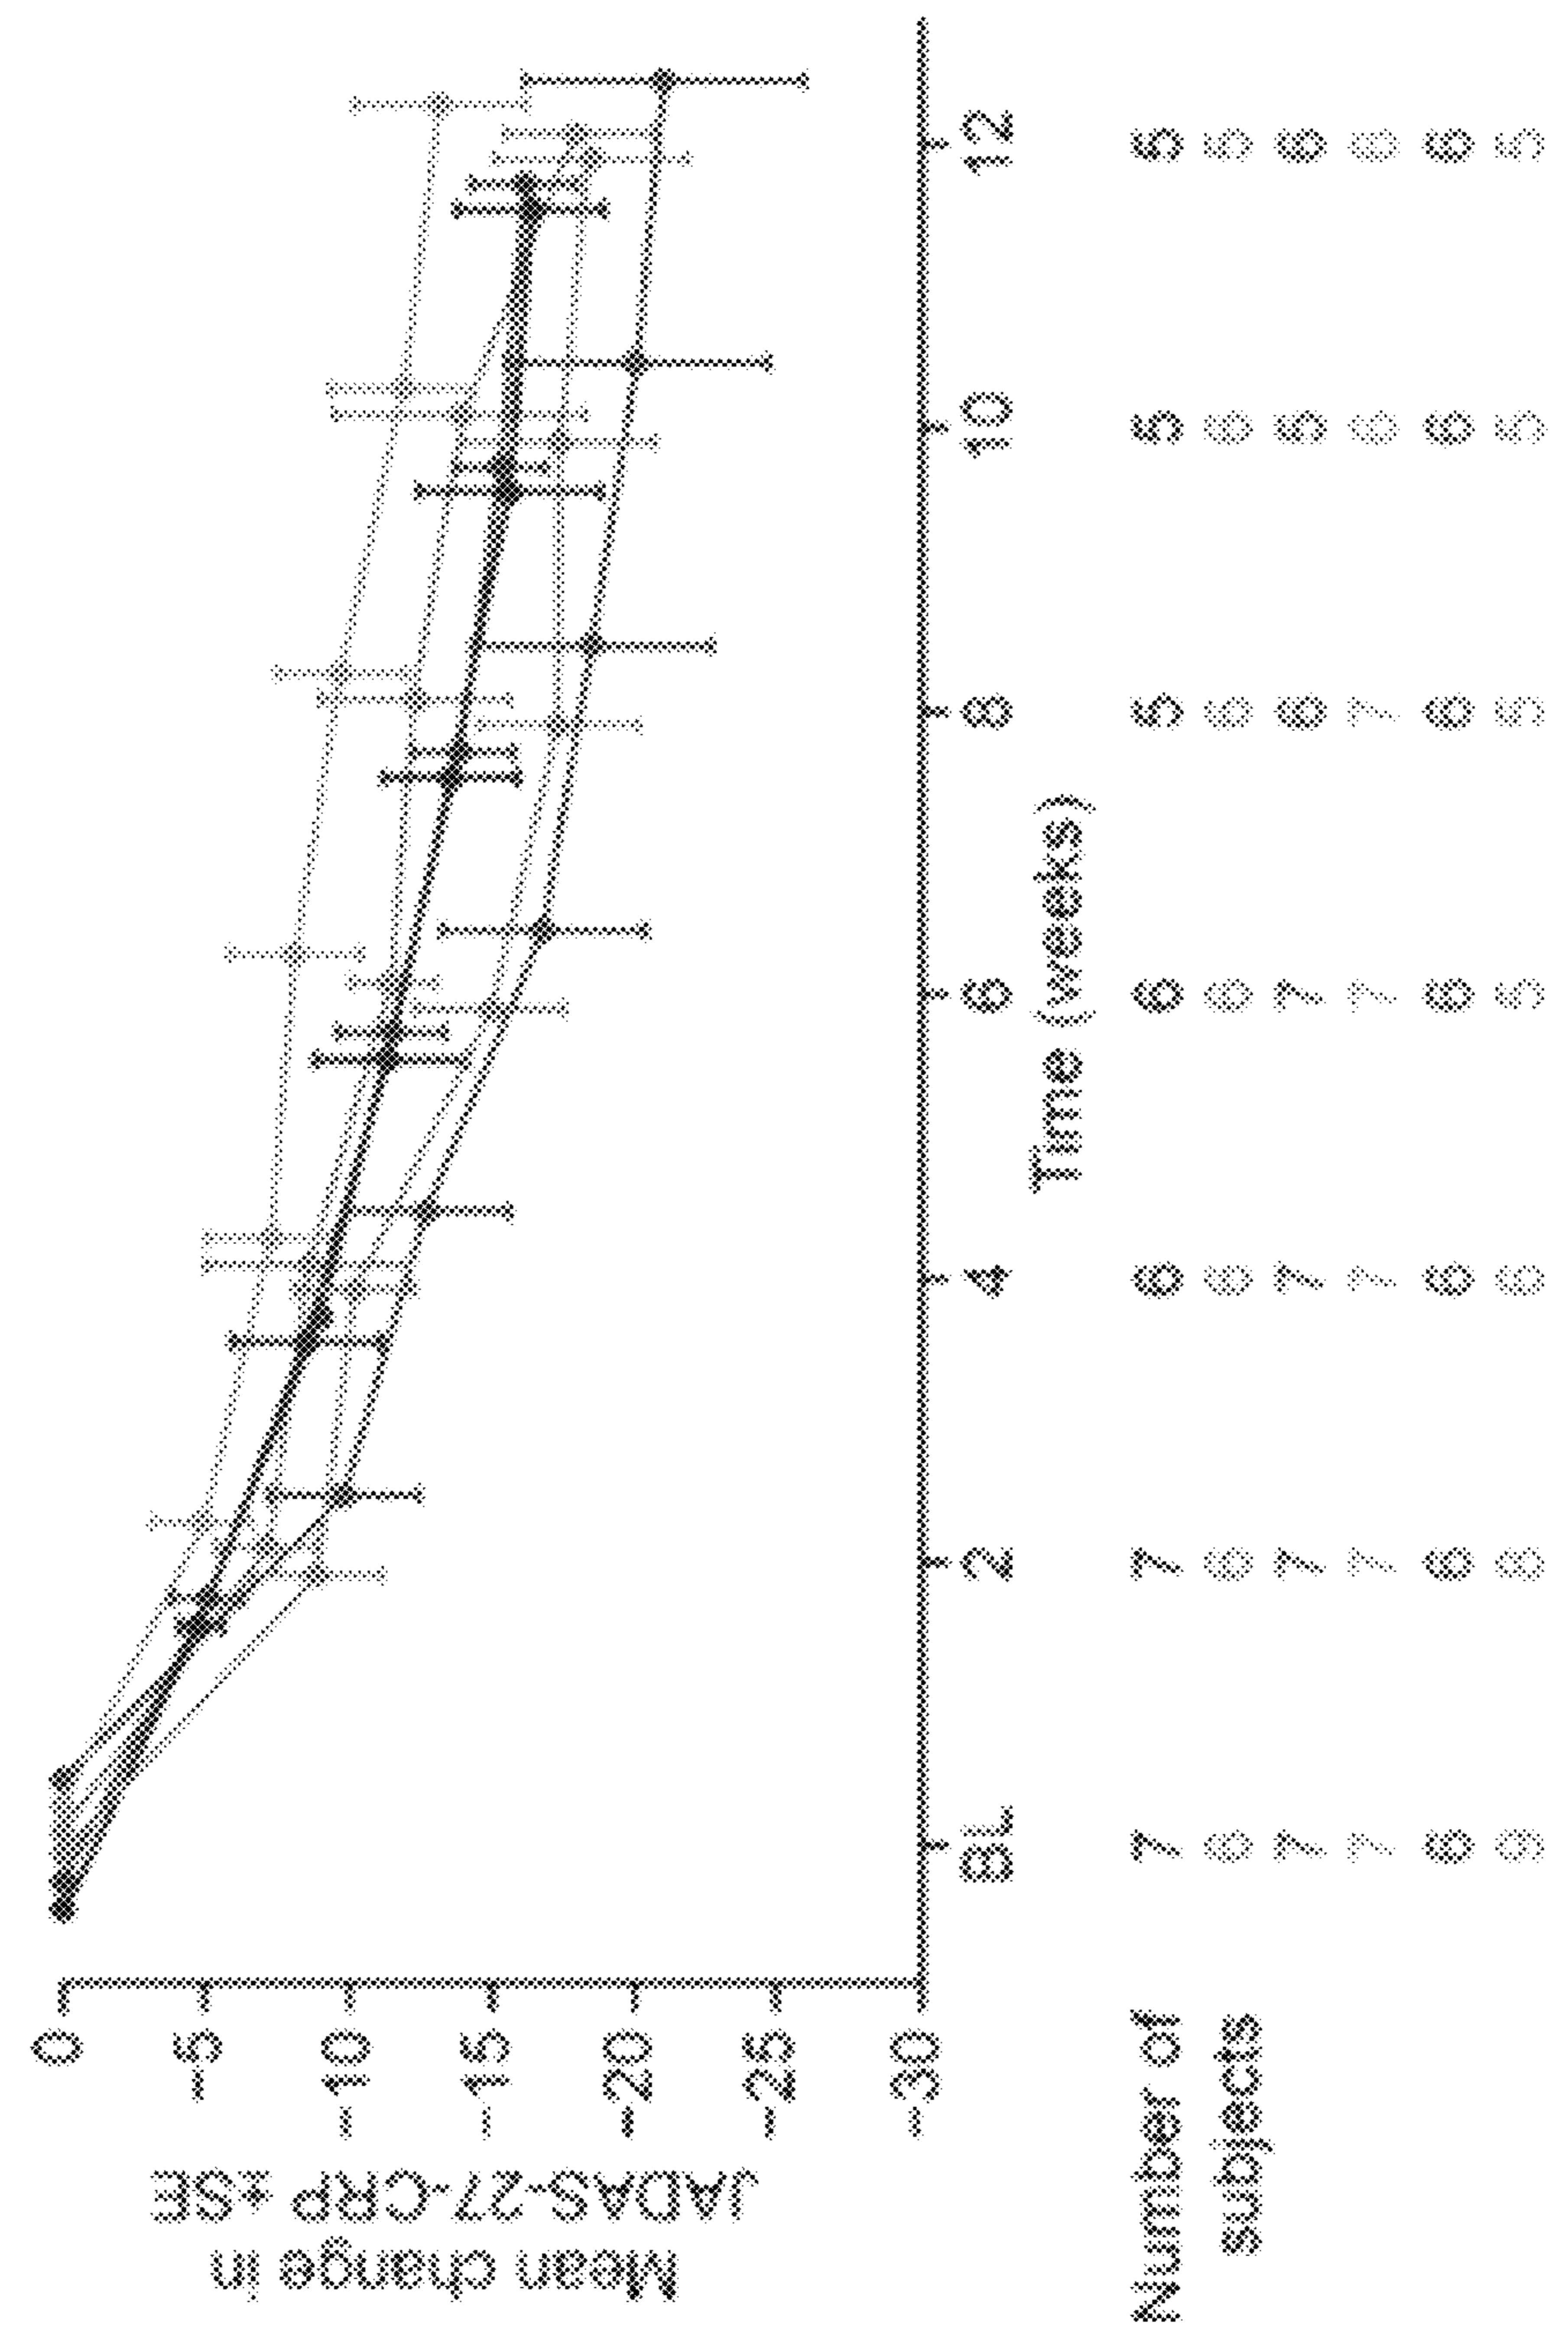 Mean change in
JADAS-27-CRP ±SE
0
−5
−10
−15
−20
−25
−30
BL 2 4 6 8 10 12
Time (weeks)
Number of
subjects
7 7 6 6 5 5 5
6 6 6 6 6 6 5
7 7 7 7 6 5 6
7 7 7 7 7 6 6
6 6 6 6 6 6 6
9 8 6 5 5 5 5